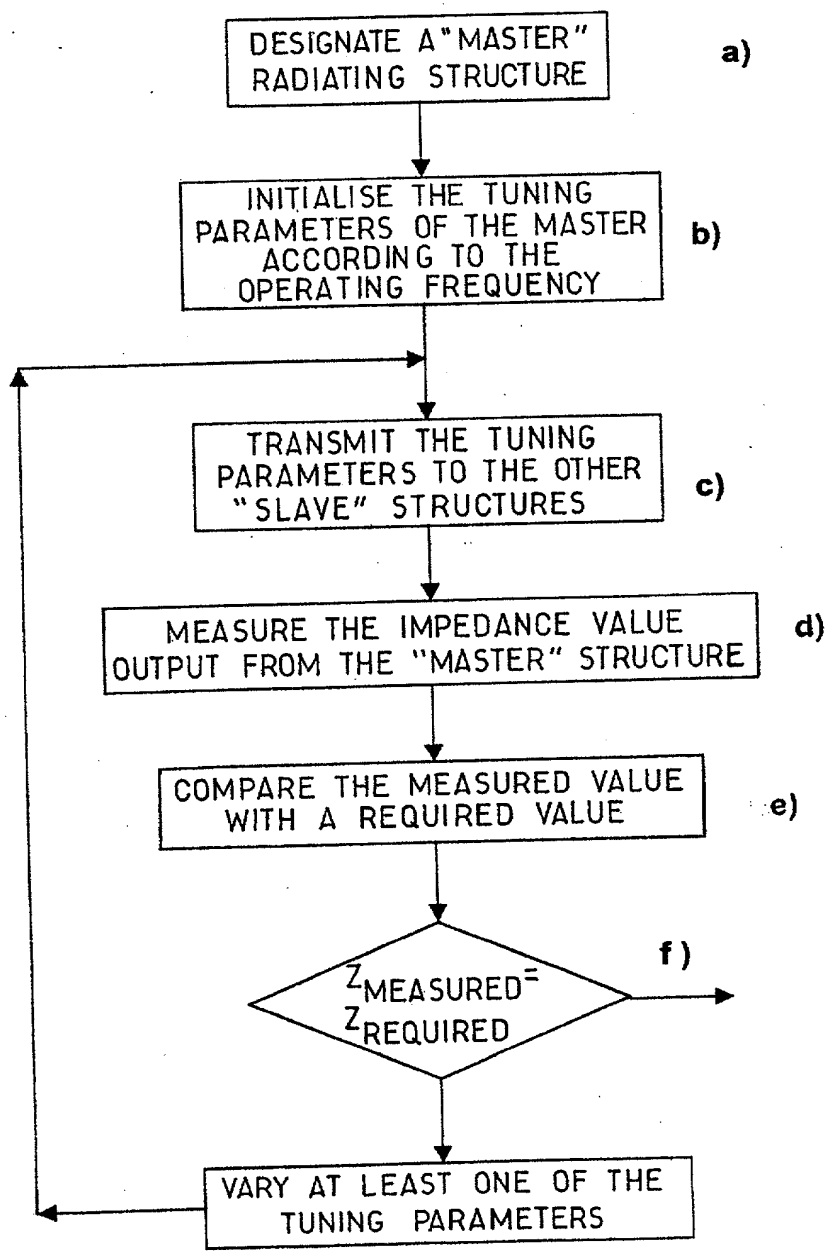 DESIGNATE A "MASTER"
RADIATING STRUCTURE
a)
INITIALISE THE TUNING
PARAMETERS OF THE MASTER
ACCORDING TO THE
OPERATING FREQUENCY
b)
TRANSMIT THE TUNING
PARAMETERS TO THE OTHER
"SLAVE" STRUCTURES
c)
MEASURE THE IMPEDANCE VALUE
OUTPUT FROM THE "MASTER" STRUCTURE
d)
COMPARE THE MEASURED VALUE
WITH A REQUIRED VALUE
e)
f)
Z MEASURED =
Z REQUIRED
VARY AT LEAST ONE OF THE
TUNING PARAMETERS